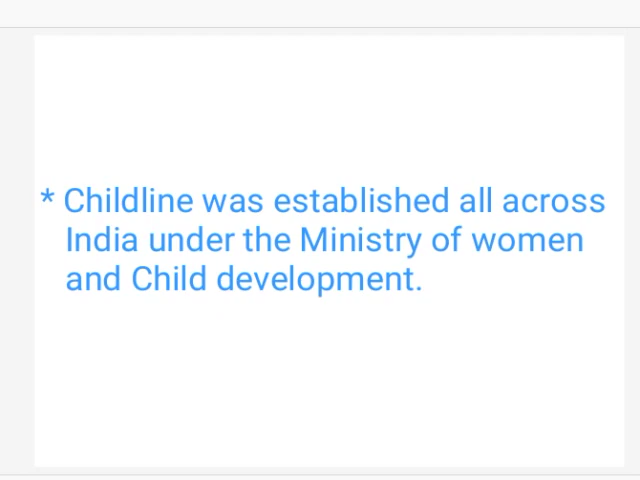 * Childline was established all across
India under the Ministry of women
and Child development.